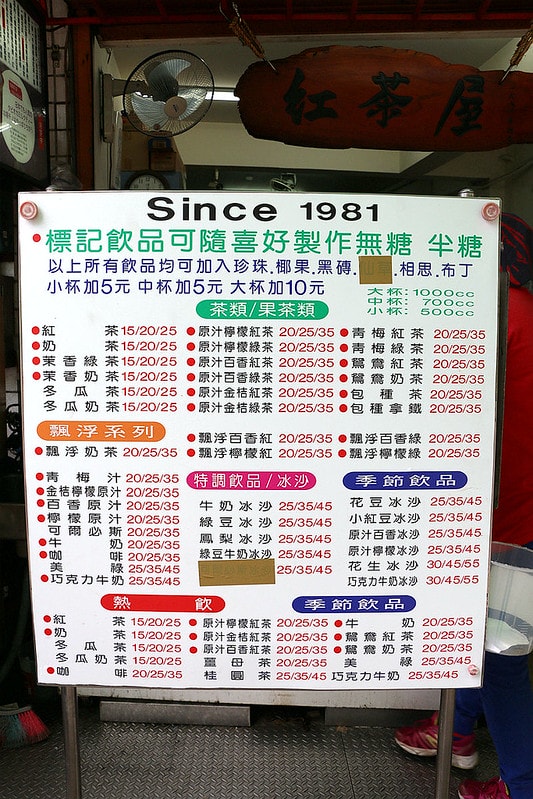 紅茶屋
Since 1981
●標記飲品可隨喜好製作無糖 半糖
以上所有飲品均可加入珍珠.椰果.黑磚.仙草.相思.布丁
小杯加5元 中杯加5元 大杯加10元
大杯:1000cc
中杯: 700cc
小杯: 500cc
茶類/果茶類
●紅茶15/20/25 ●原汁檸檬紅茶 20/25/35 ●青梅紅茶 20/25/35
●奶茶15/20/25 ●原汁檸檬綠茶 20/25/35 ●青梅綠茶 20/25/35
●茉香綠茶15/20/25 ●原汁百香紅茶 20/25/35 ●鴛鴦紅茶 20/25/35
●茉香奶茶15/20/25 ●原汁百香綠茶 20/25/35 ●鴛鴦奶茶 20/25/35
冬瓜茶15/20/25 ●原汁金桔紅茶 20/25/35 ●包種茶 20/25/35
冬瓜奶茶15/20/25 ●原汁金桔綠茶 20/25/35 ●包種拿鐵 20/25/35
飄浮系列 ●飄浮百香紅 20/25/35 ●飄浮百香綠 20/25/35
●飄浮奶茶 20/25/35 ●飄浮檸檬紅 20/25/35 ●飄浮檸檬綠 20/25/35
●青梅汁 20/25/35
●金桔檸檬原汁 20/25/35
●百香原汁 20/25/35
●檸檬原汁 20/25/35
可爾必斯 20/25/35
●牛奶 20/25/35
●咖啡 20/25/35
美祿 25/35/45
●巧克力牛奶 25/35/45
特調飲品/冰沙
牛奶冰沙 25/35/45
綠豆冰沙 25/35/45
鳳梨冰沙 25/35/45
綠豆牛奶冰沙 25/35/45
25/35/45
季節飲品
花豆冰沙 25/35/45
小紅豆冰沙 25/35/45
原汁百香冰沙 25/35/45
原汁檸檬冰沙 25/35/45
花生冰沙 30/45/55
巧克力牛奶冰沙 30/45/55
熱飲 季節飲品
●紅茶 15/20/25 ●原汁檸檬紅茶 20/25/35 ●牛奶 20/25/35
●奶茶 15/20/25 ●原汁金桔紅茶 20/25/35 ●鴛鴦紅茶 20/25/35
冬瓜茶 15/20/25 ●原汁百香紅茶 20/25/35 ●鴛鴦奶茶 20/25/35
冬瓜奶茶 15/20/25 薑母茶 20/25/35 美祿 25/35/45
●咖啡 20/25/35 桂圓茶 25/35/45 巧克力牛奶 25/35/45